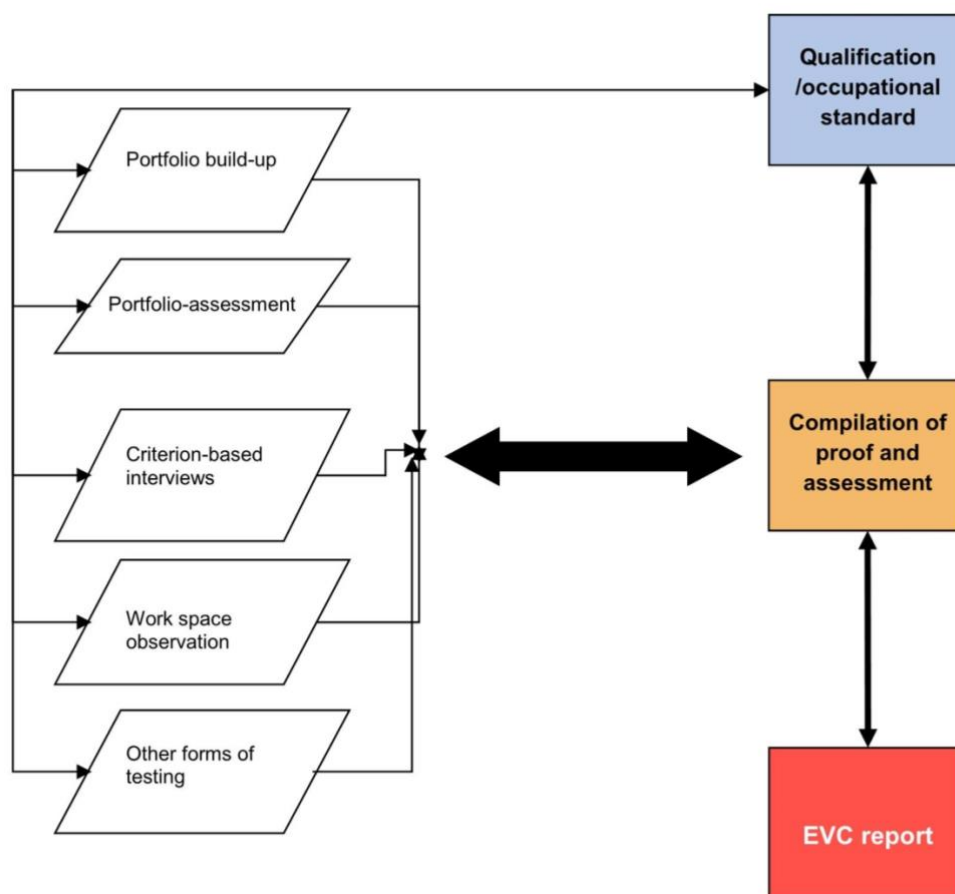 Qualification
/occupational
standard
Portfolio build-up
Portfolio-assessment
Criterion-based
interviews
Compilation of
proof and
assessment
Work space
observation
Other forms of
testing
EVC report